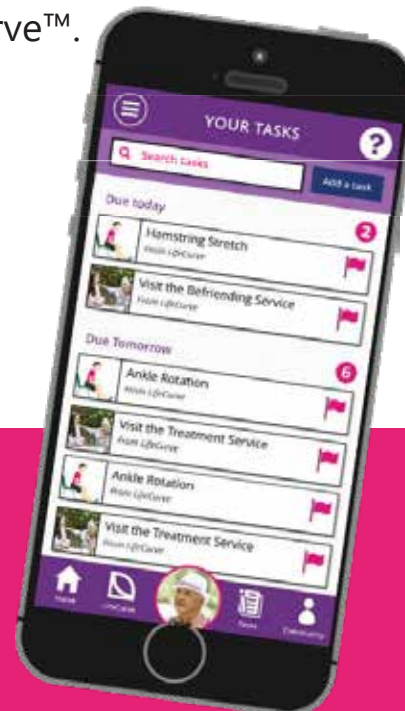 rve™.
YOUR TASKS
?
Search tasks
Add a task
Due today
2
Hamstring Stretch
From LifeCurve
Visit the Befriending Service
From LifeCurve
Due Tomorrow
6
Ankle Rotation
From LifeCurve
Visit the Treatment Service
From LifeCurve
Ankle Rotation
From LifeCurve
Visit the Treatment Service
From LifeCurve
Home
LifeCurve
Tasks
Community